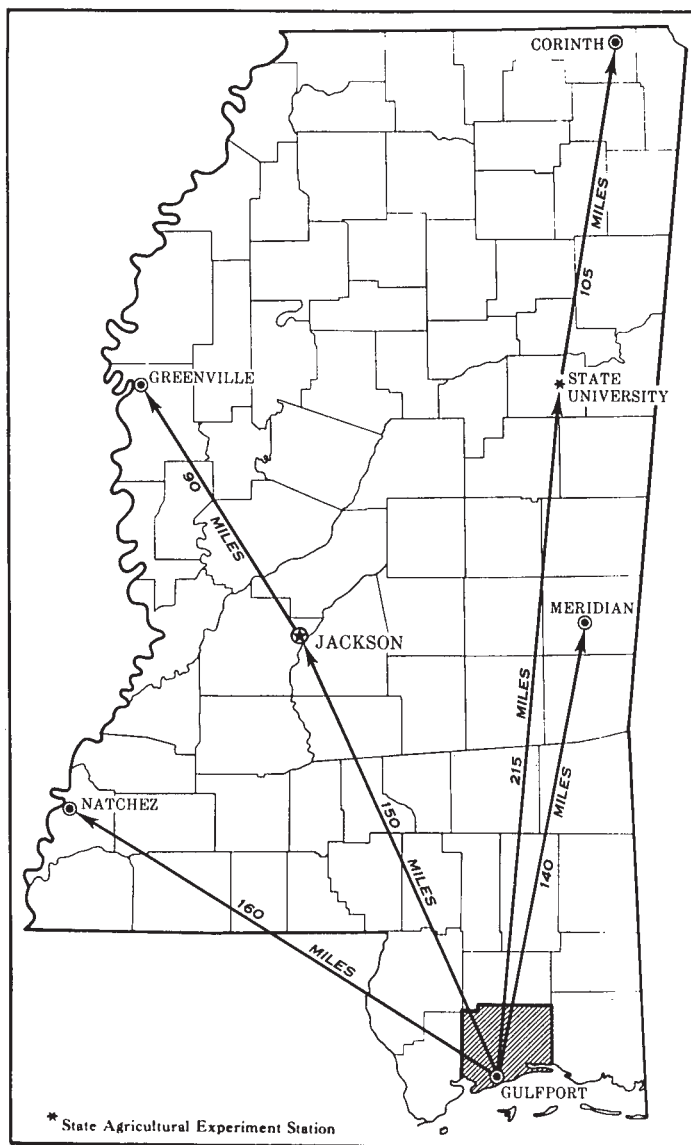 CORINTH
MILES
105
GREENVILLE
* STATE
UNIVERSITY
90
MILES
MERIDIAN
JACKSON
MILES
215
MILES
140
NATCHEZ
150
MILES
160
MILES
GULFPORT
* State Agricultural Experiment Station